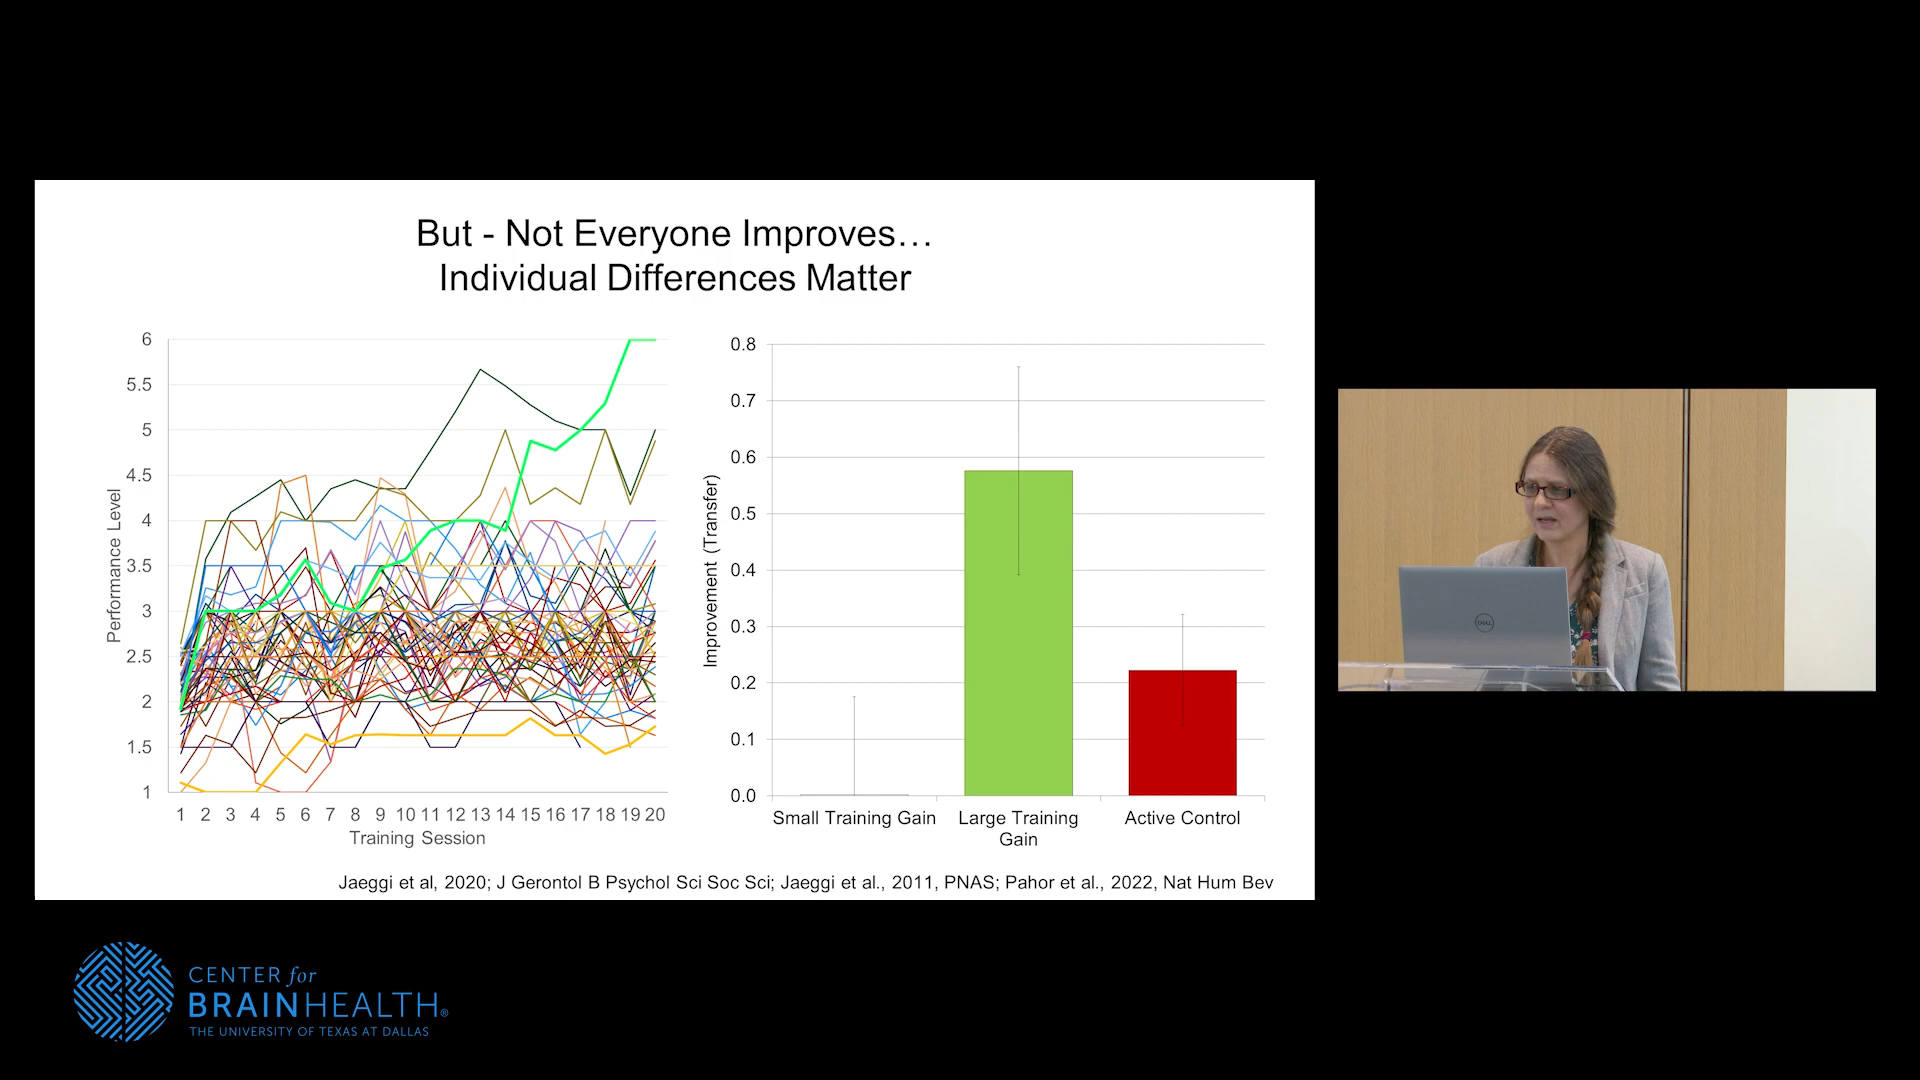 But - Not Everyone Improves…
Individual Differences Matter
6
5.5
5
4.5
4
3.5
3
2.5
2
1.5
1
Performance Level
1 2 3 4 5 6 7 8 9 10 11 12 13 14 15 16 17 18 19 20
Training Session
0.8
0.7
0.6
0.5
0.4
0.3
0.2
0.1
0.0
Improvement (Transfer)
Small Training Gain
Large Training
Gain
Active Control
Jaeggi et al, 2020; J Gerontol B Psychol Sci Soc Sci; Jaeggi et al., 2011, PNAS; Pahor et al., 2022, Nat Hum Bev
DELL
CENTER for
BRAINHEALTH®
THE UNIVERSITY OF TEXAS AT DALLAS